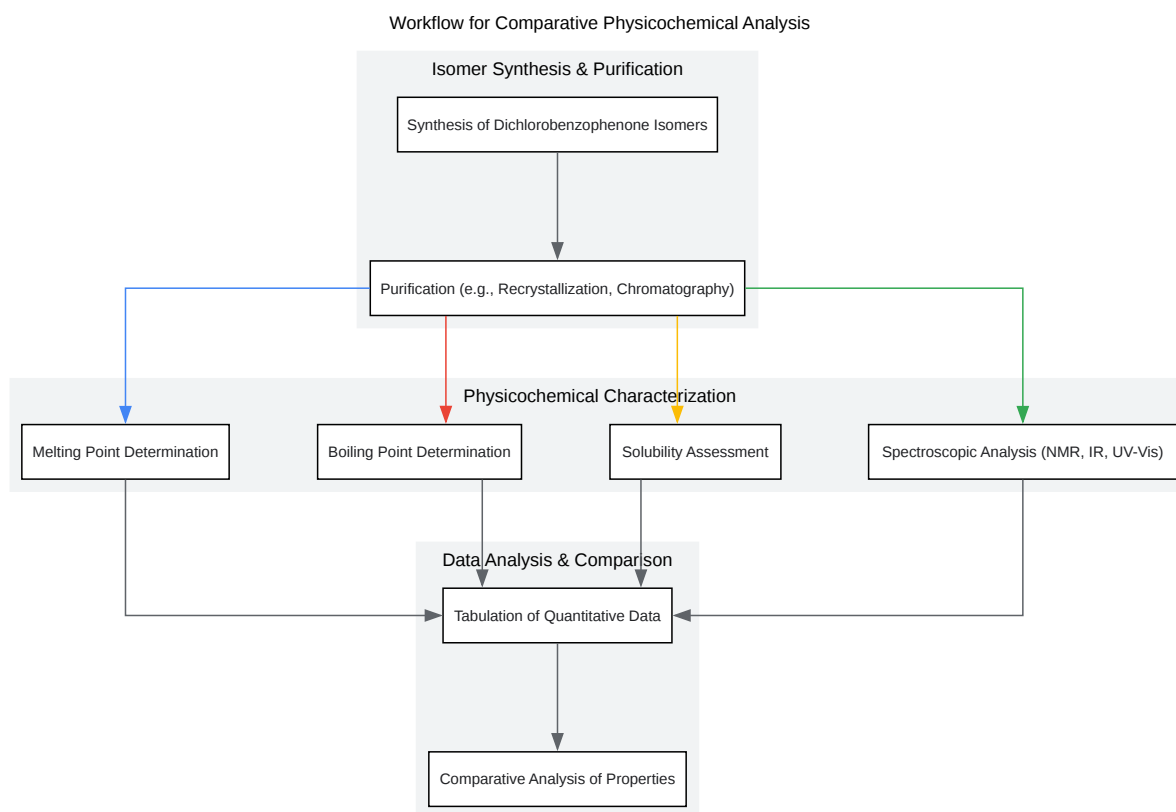 Workflow for Comparative Physicochemical Analysis
Isomer Synthesis & Purification
Synthesis of Dichlorobenzophenone Isomers
Purification (e.g., Recrystallization, Chromatography)
Physicochemical Characterization
Melting Point Determination
Boiling Point Determination
Solubility Assessment
Spectroscopic Analysis (NMR, IR, UV-Vis)
Data Analysis & Comparison
Tabulation of Quantitative Data
Comparative Analysis of Properties